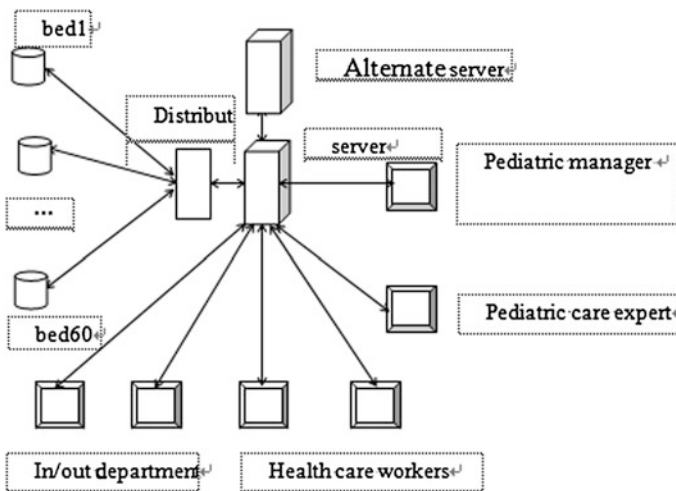 bed1
Alternate server
Distribut
server
Pediatric manager
...
Pediatric care expert
bed60
In/out department
Health care workers